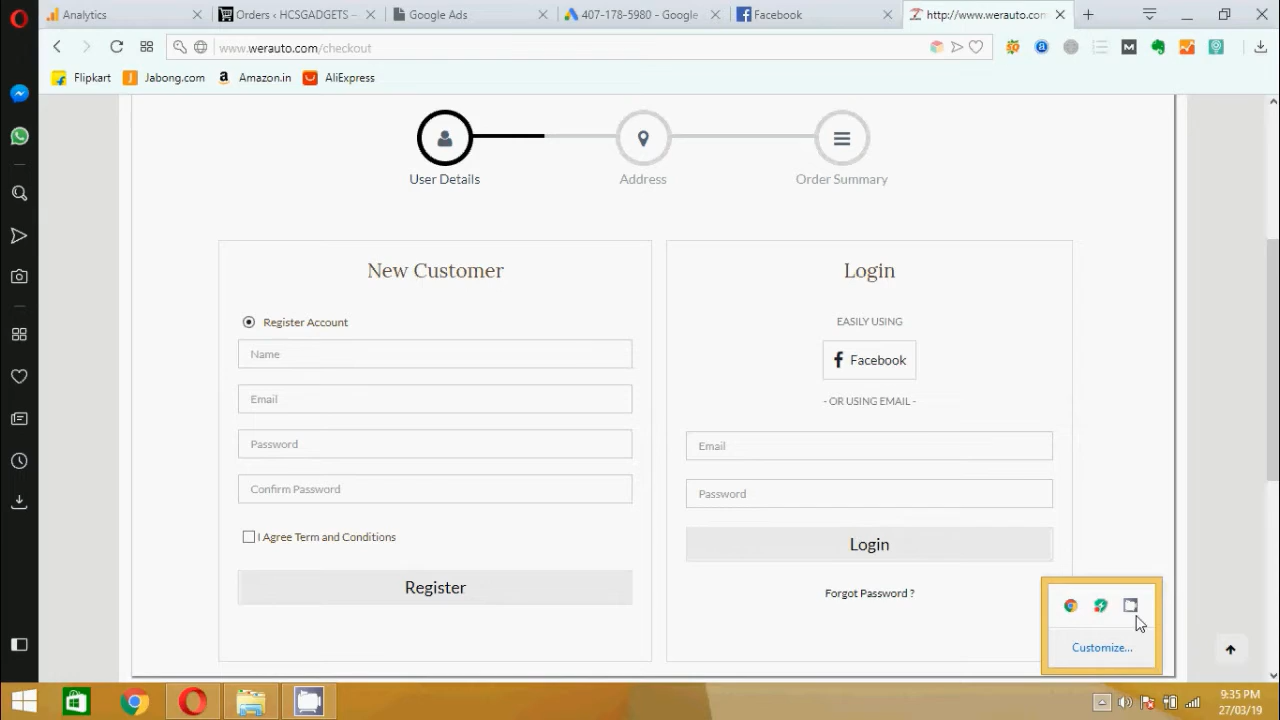 Analytics
Orders ‹ HCSGADGETS –
Google Ads
407-178-5980 - Google
Facebook
http://www.werauto.com
www.werauto.com/checkout
Flipkart
Jabong.com
Amazon.in
AliExpress
User Details
Address
Order Summary
New Customer
Register Account
Name
Email
Password
Confirm Password
I Agree Term and Conditions
Register
Login
EASILY USING
Facebook
- OR USING EMAIL -
Email
Password
Login
Forgot Password ?
Customize...
9:35 PM
27/03/19